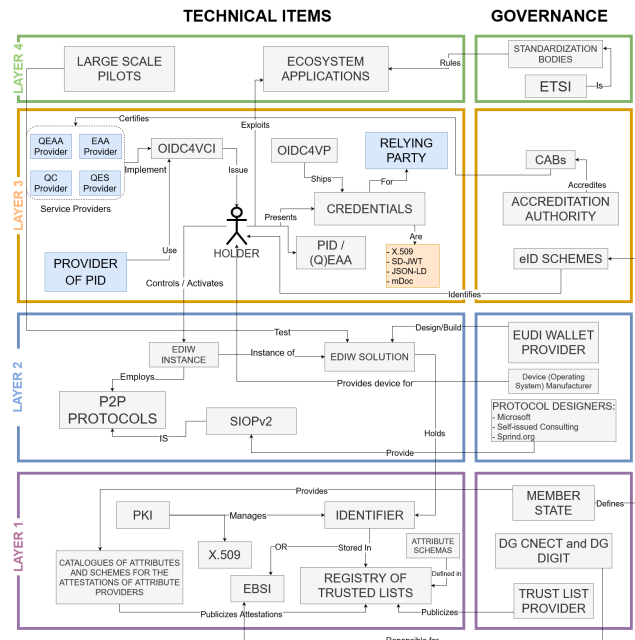 TECHNICAL ITEMS
GOVERNANCE
LAYER 4
LARGE SCALE
PILOTS
ECOSYSTEM
APPLICATIONS
Rules
STANDARDIZATION
BODIES
ETSI
Is
LAYER 3
Certifies
Exploits
QEAA
Provider
EAA
Provider
QC
Provider
QES
Provider
Service Providers
Implement
OIDC4VCI
Issue
OIDC4VP
Ships
RELYING
PARTY
For
CREDENTIALS
Presents
Are
HOLDER
PID /
(Q)EAA
- X.509
- SD-JWT
- JSON-LD
- mDoc
PROVIDER
OF PID
Use
Controls / Activates
Identifies
CABs
Accredites
ACCREDITATION
AUTHORITY
eID SCHEMES
LAYER 2
Test
Design/Build
EDIW
INSTANCE
Instance of
EDIW SOLUTION
Employs
Provides device for
P2P
PROTOCOLS
IS
SIOPv2
Holds
Provide
EUDI WALLET
PROVIDER
Device (Operating
System) Manufacturer
PROTOCOL DESIGNERS:
- Microsoft
- Self-issued Consulting
- Sprind.org
LAYER 1
Provides
PKI
Manages
IDENTIFIER
X.509
OR
Stored In
ATTRIBUTE
SCHEMAS
Defined in
CATALOGUES OF ATTRIBUTES
AND SCHEMES FOR THE
ATTESTATIONS OF ATTRIBUTE
PROVIDERS
EBSI
REGISTRY OF
TRUSTED LISTS
Publicizes Attestations
Publicizes
MEMBER
STATE
Defines
DG CNECT and DG
DIGIT
TRUST LIST
PROVIDER